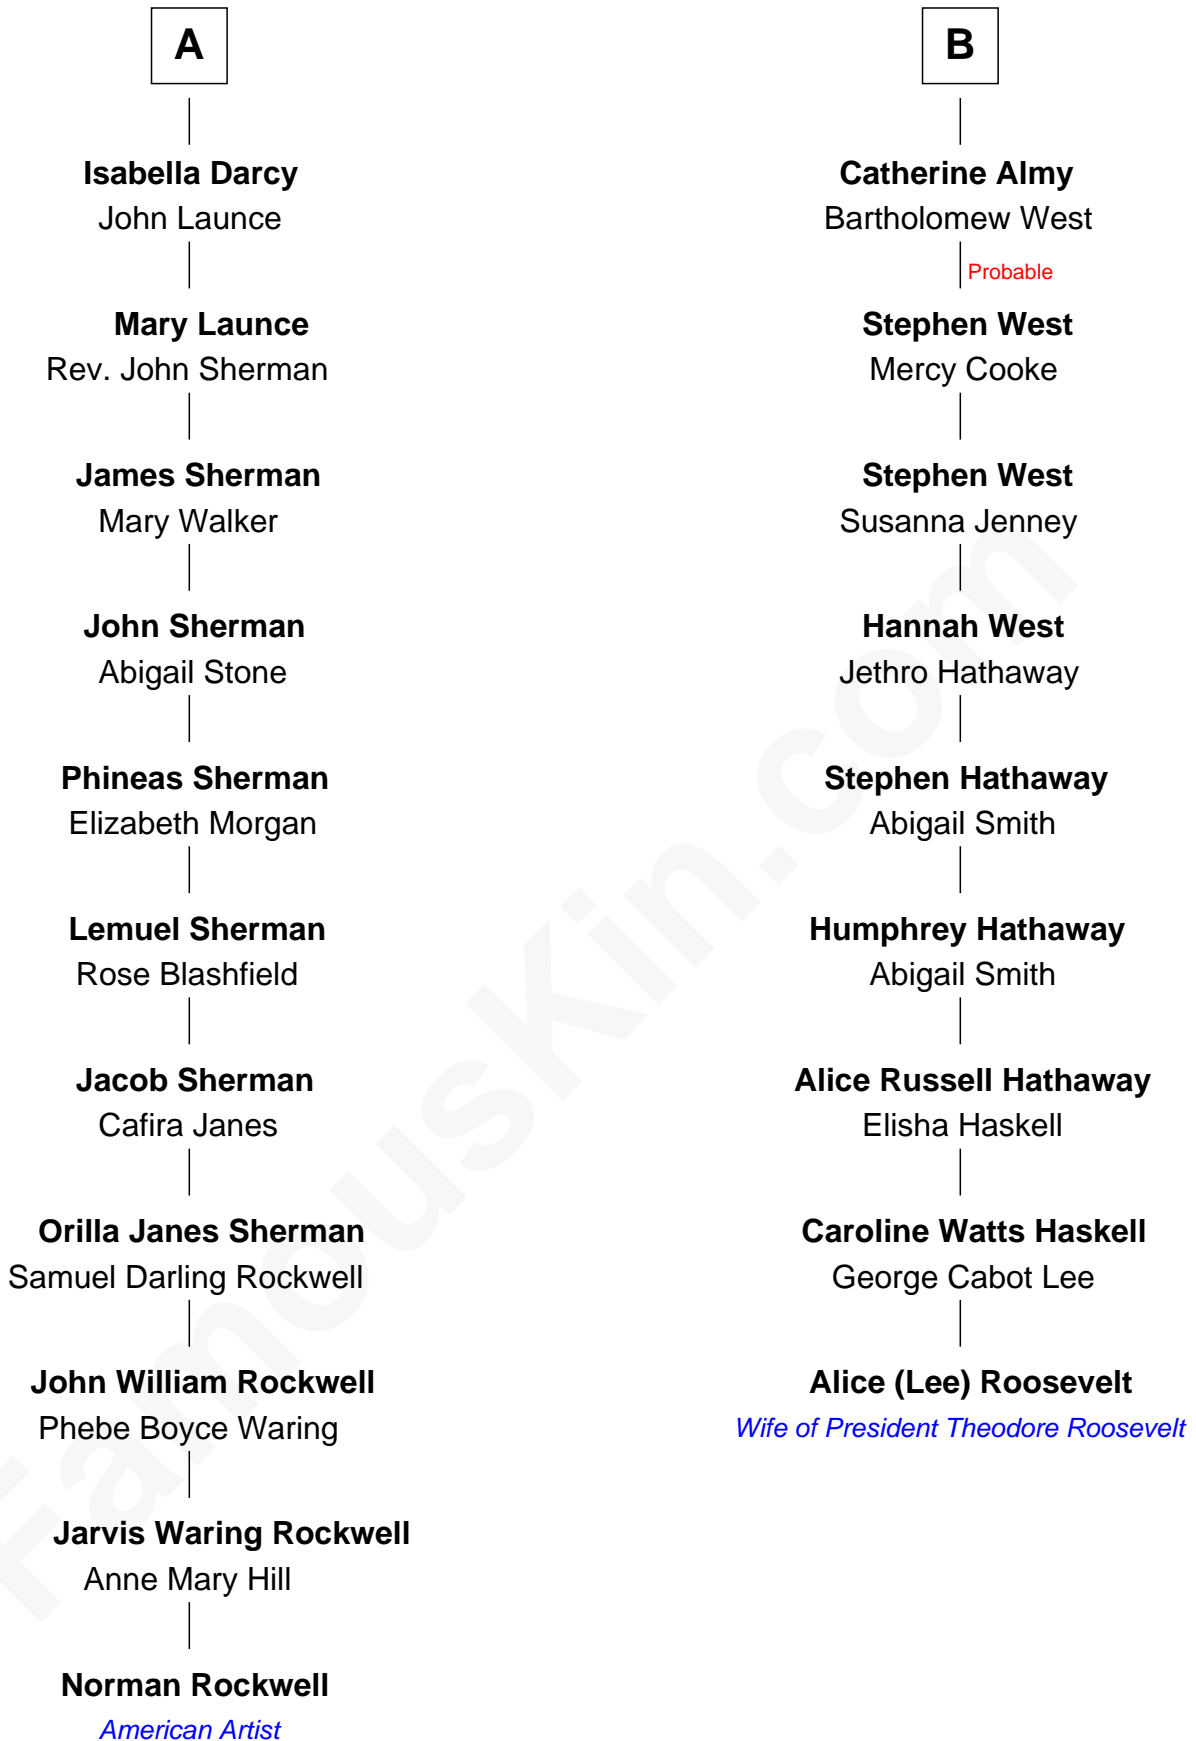 A
Isabella Darcy
John Launce
Mary Launce
Rev. John Sherman
James Sherman
Mary Walker
John Sherman
Abigail Stone
Phineas Sherman
Elizabeth Morgan
Lemuel Sherman
Rose Blashfield
Jacob Sherman
Cafira Janes
Orilla Janes Sherman
Samuel Darling Rockwell
John William Rockwell
Phebe Boyce Waring
Jarvis Waring Rockwell
Anne Mary Hill
Norman Rockwell
American Artist
B
Catherine Almy
Bartholomew West
Probable
Stephen West
Mercy Cooke
Stephen West
Susanna Jenney
Hannah West
Jethro Hathaway
Stephen Hathaway
Abigail Smith
Humphrey Hathaway
Abigail Smith
Alice Russell Hathaway
Elisha Haskell
Caroline Watts Haskell
George Cabot Lee
Alice (Lee) Roosevelt
Wife of President Theodore Roosevelt
FamousKin.com